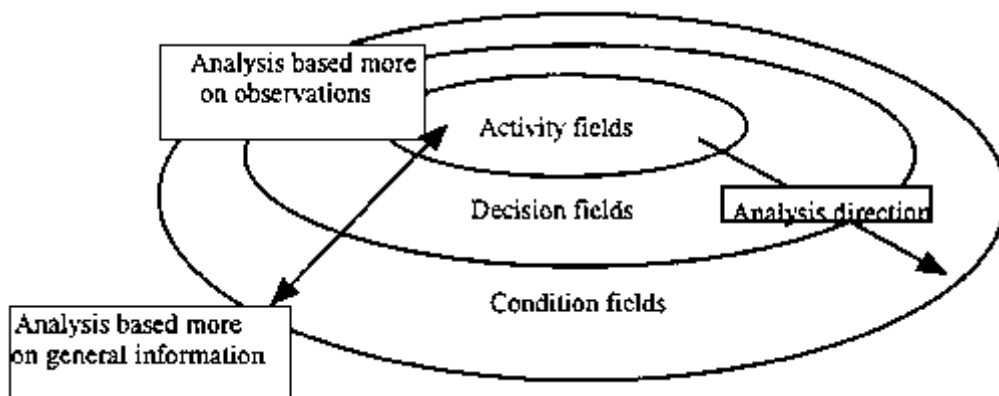 Analysis based more
on observations
Activity fields
Decision fields
Analysis direction
Condition fields
Analysis based more
on general information